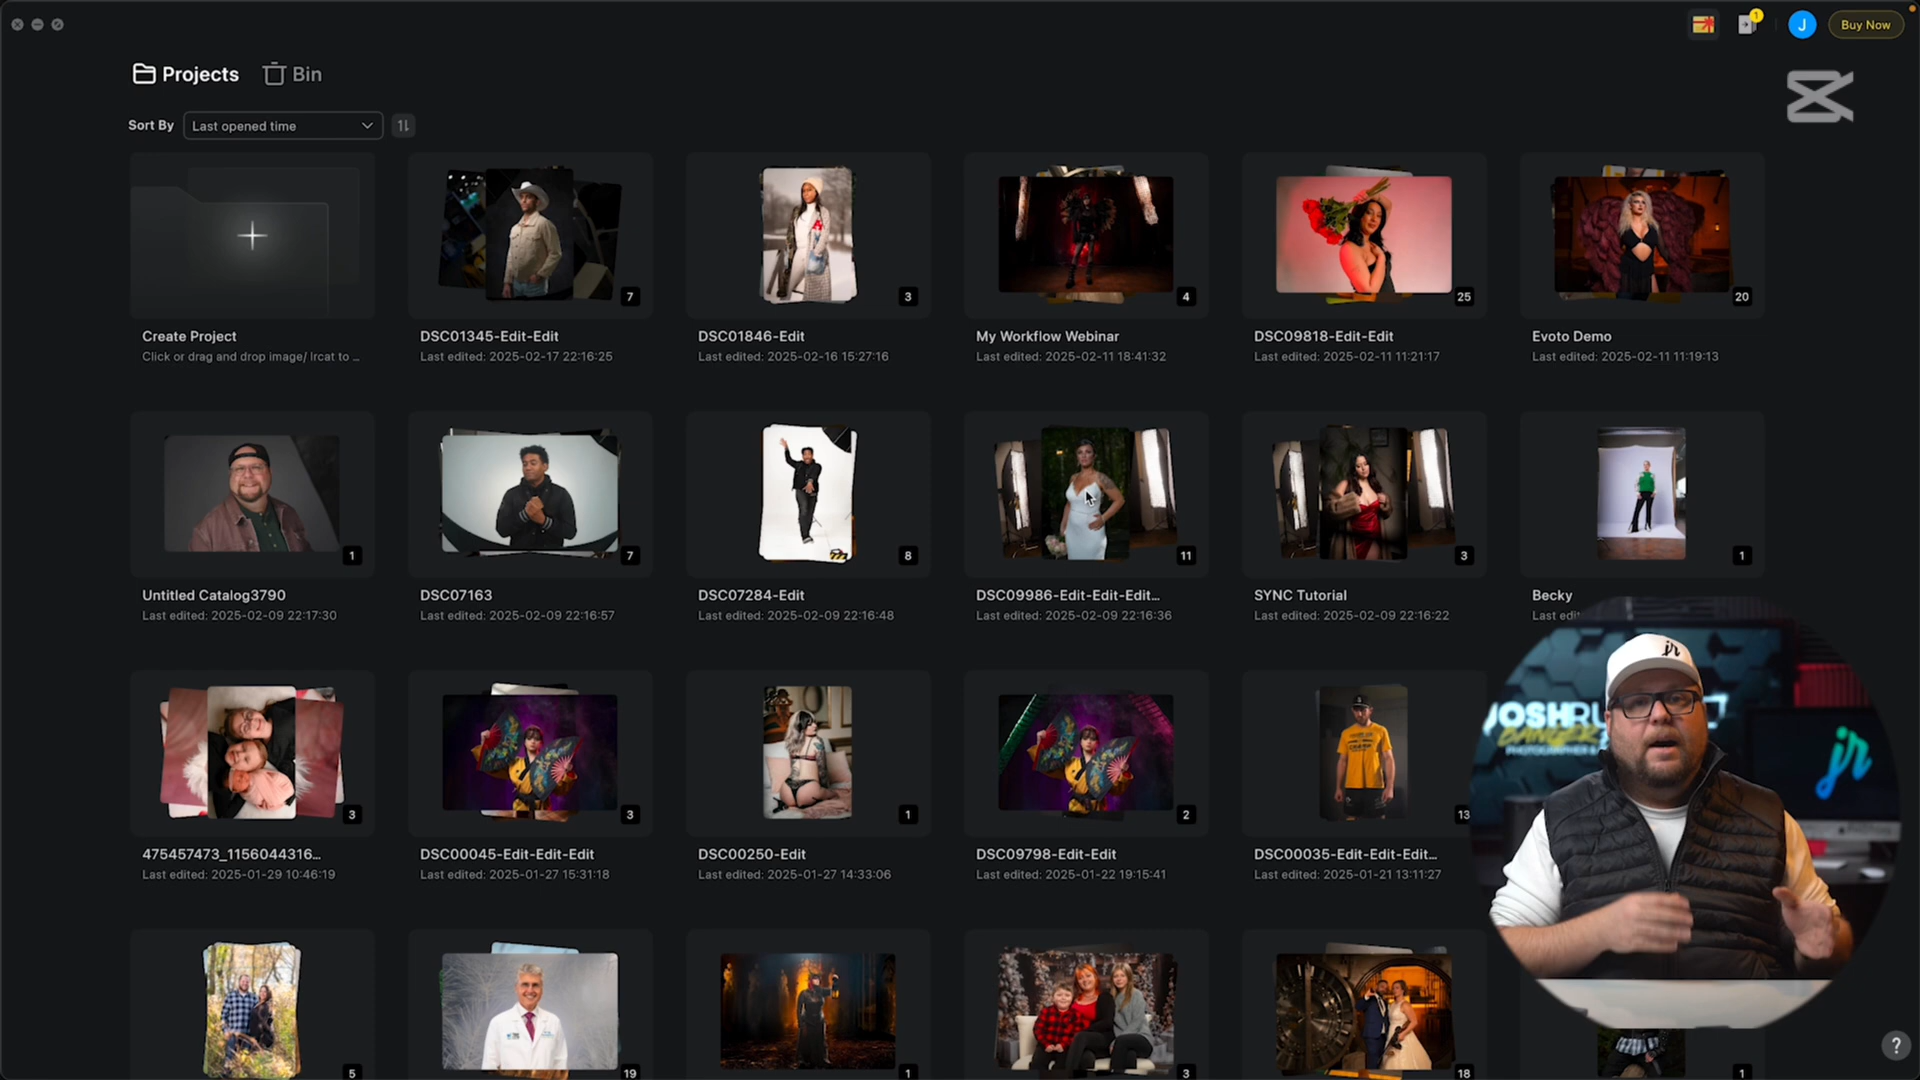 1
J
Buy Now
Projects
Bin
Sort By
Last opened time
7
3
4
25
20
Create Project
DSC01345-Edit-Edit
DSC01846-Edit
My Workflow Webinar
DSC09818-Edit-Edit
Evoto Demo
Click or drag and drop image/ lrcat to ...
Last edited: 2025-02-17 22:16:25
Last edited: 2025-02-16 15:27:16
Last edited: 2025-02-11 18:41:32
Last edited: 2025-02-11 11:21:17
Last edited: 2025-02-11 11:19:13
1
7
8
11
3
1
Untitled Catalog3790
DSC07163
DSC07284-Edit
DSC09986-Edit-Edit-Edit...
SYNC Tutorial
Becky
Last edited: 2025-02-09 22:17:30
Last edited: 2025-02-09 22:16:57
Last edited: 2025-02-09 22:16:48
Last edited: 2025-02-09 22:16:36
Last edited: 2025-02-09 22:16:22
Last edit
jr
JOSHRU
jr
3
3
1
2
13
475457473_1156044316...
DSC00045-Edit-Edit-Edit
DSC00250-Edit
DSC09798-Edit-Edit
DSC00035-Edit-Edit-Edit...
Last edited: 2025-01-29 10:46:19
Last edited: 2025-01-27 15:31:18
Last edited: 2025-01-27 14:33:06
Last edited: 2025-01-22 19:15:41
Last edited: 2025-01-21 13:11:27
5
19
1
3
18
1
?